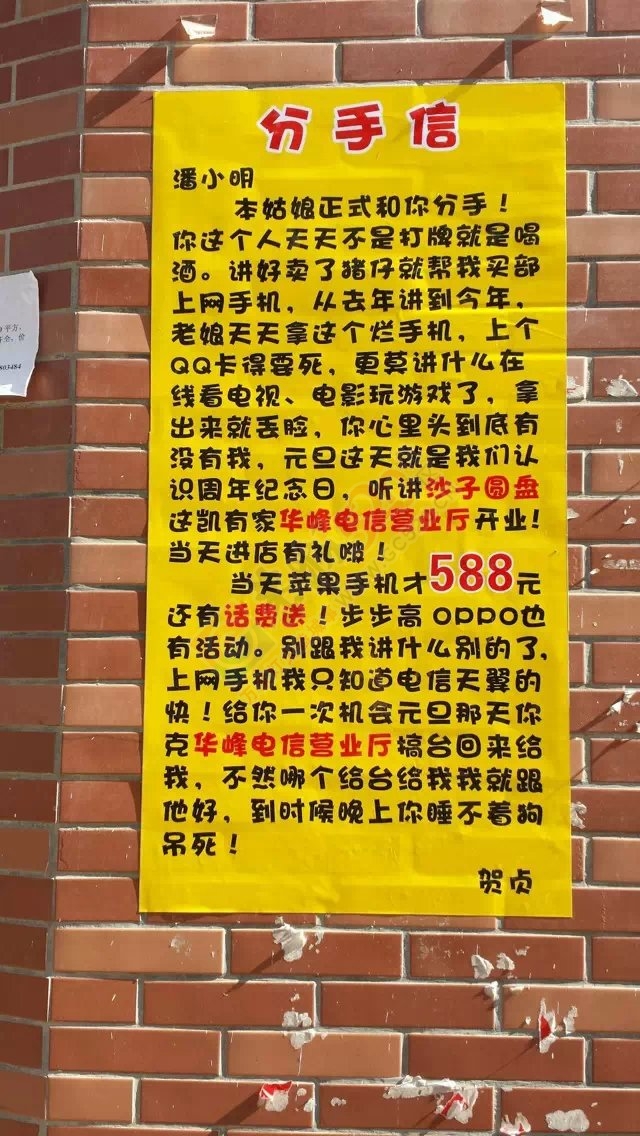 分手信
潘小明
本姑娘正式和你分手！
你这个人天天不是打牌就是喝
酒。讲好卖了猪仔就帮我买部
上网手机，从去年讲到今年，
老娘天天拿这个烂手机，上个
QQ卡得要死，更莫讲什么在
线看电视、电影玩游戏了，拿
出来就丢脸，你心里头到底有
没有我，元旦这天就是我们认
识周年纪念日，听讲沙子圆盘
这凯有家华峰电信营业厅开业！
当天进店有礼啵！
当天苹果手机才588元
还有话费送！步步高 OPPO也
有活动。别跟我讲什么别的了，
上网手机我只知道电信天翼的
快！给你一次机会元旦那天你
克华峰电信营业厅搞台回来给
我，不然哪个给台给我我就跟
他好，到时候晚上你睡不着狗
吊死！
贺贞
平方，
齐全，价
803484